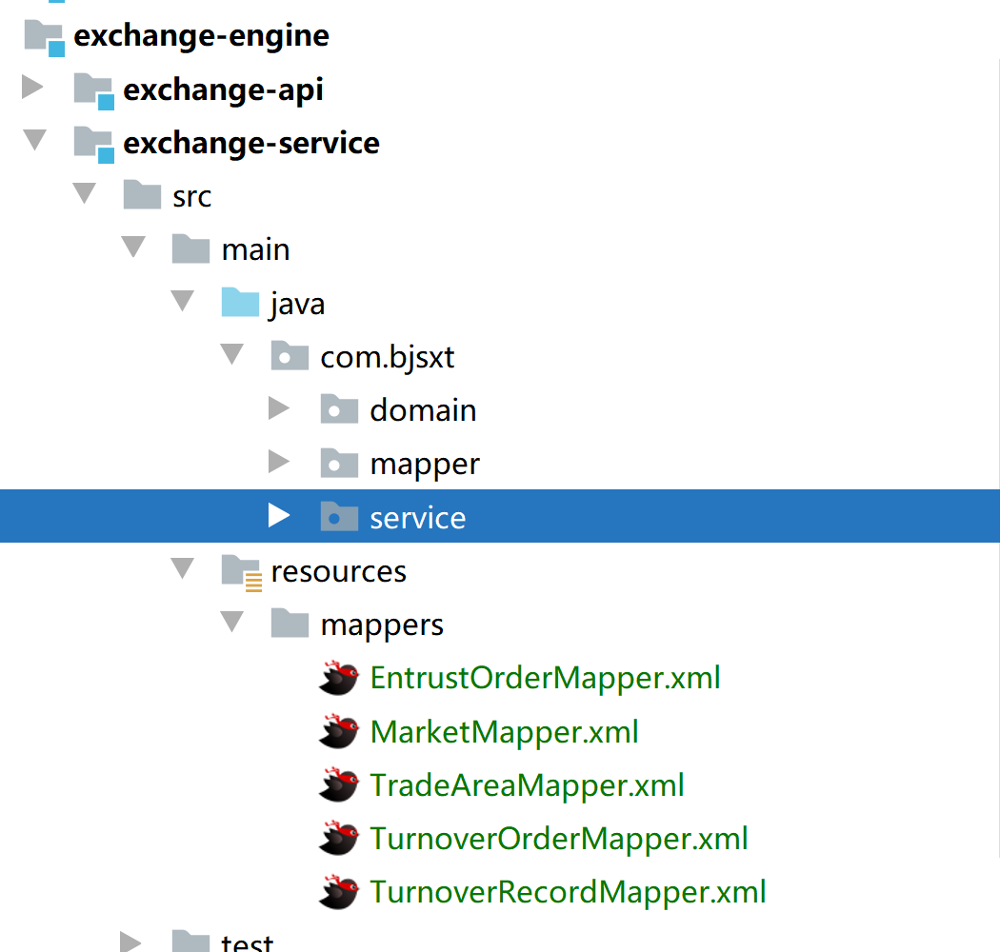 exchange-engine
exchange-api
exchange-service
src
main
java
com.bjsxt
domain
mapper
service
resources
mappers
EntrustOrderMapper.xml
MarketMapper.xml
TradeAreaMapper.xml
TurnoverOrderMapper.xml
TurnoverRecordMapper.xml
test